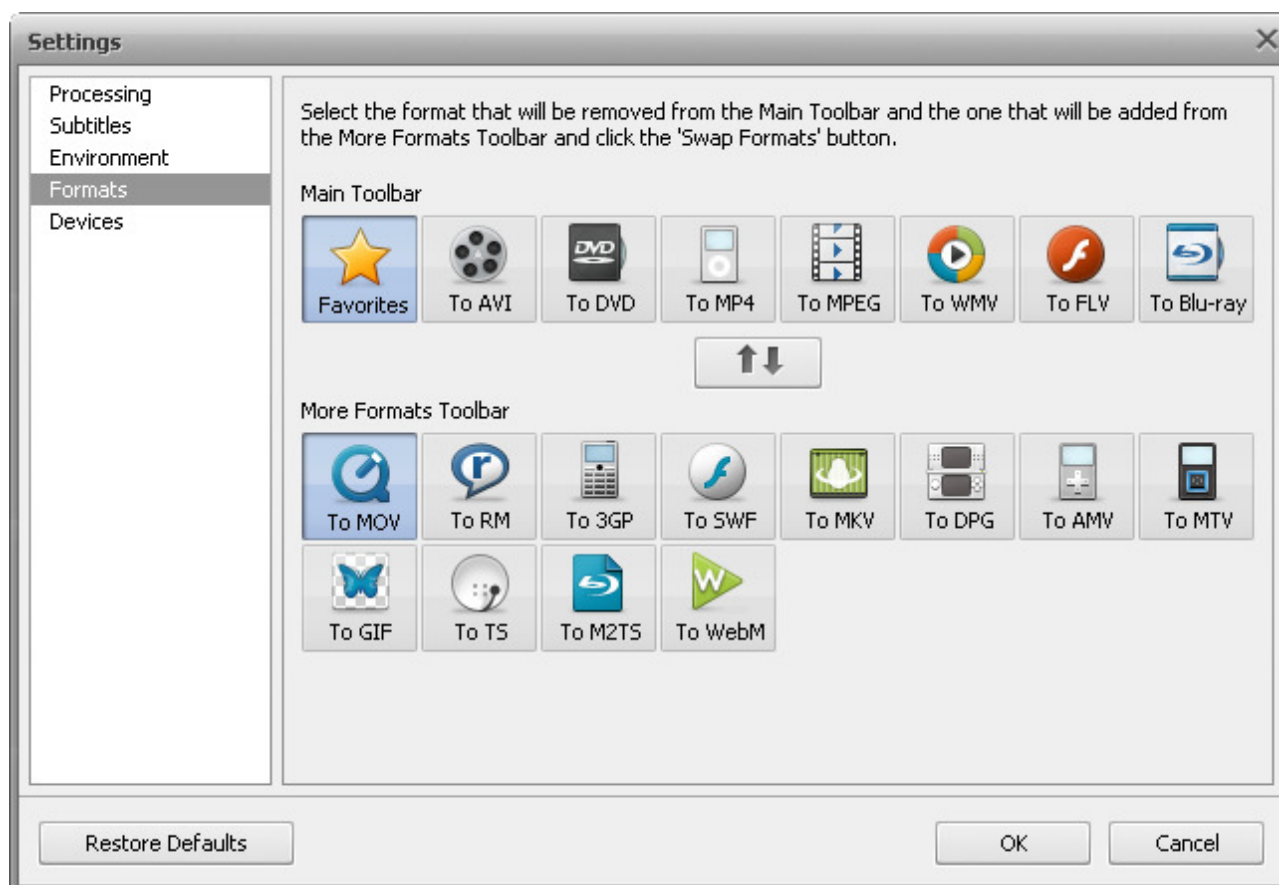 Settings
Processing
Subtitles
Environment
Formats
Devices
Select the format that will be removed from the Main Toolbar and the one that will be added from
the More Formats Toolbar and click the 'Swap Formats' button.
Main Toolbar
DVD
Favorites To AVI To DVD To MP4 To MPEG To WMV To FLV To Blu-ray
More Formats Toolbar
To MOV To RM To 3GP To SWF To MKV To DPG To AMV To MTV
W
To GIF To TS To M2TS To WebM
Restore Defaults OK Cancel